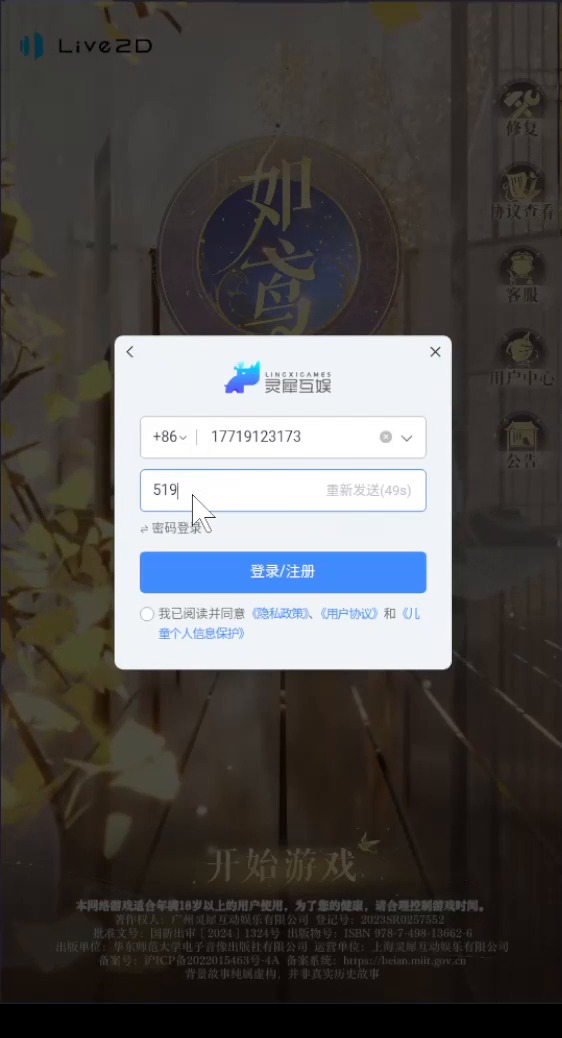 Live2D
修复
如鸢
协议查看
客服
用户中心
公告
LINGXIGAMES
灵犀互娱
+86
17719123173
519
重新发送(49s)
密码登录
登录/注册
我已阅读并同意《隐私政策》、《用户协议》和《儿
童个人信息保护》
开始游戏
本网络游戏适合年满18岁以上的用户使用，为了您的健康，请合理控制游戏时间。
著作权人：广州灵犀互动娱乐有限公司 登记号：2023SR0257552
批准文号：国新出审［2024］1324号 出版物号：ISBN 978-7-498-13662-6
出版单位：华东师范大学电子音像出版社有限公司 运营单位：上海灵犀互动娱乐有限公司
备案号：沪ICP备2022015463号-4A 备案系统：https://beian.miit.gov.cn
背景故事纯属虚构，并非真实历史故事